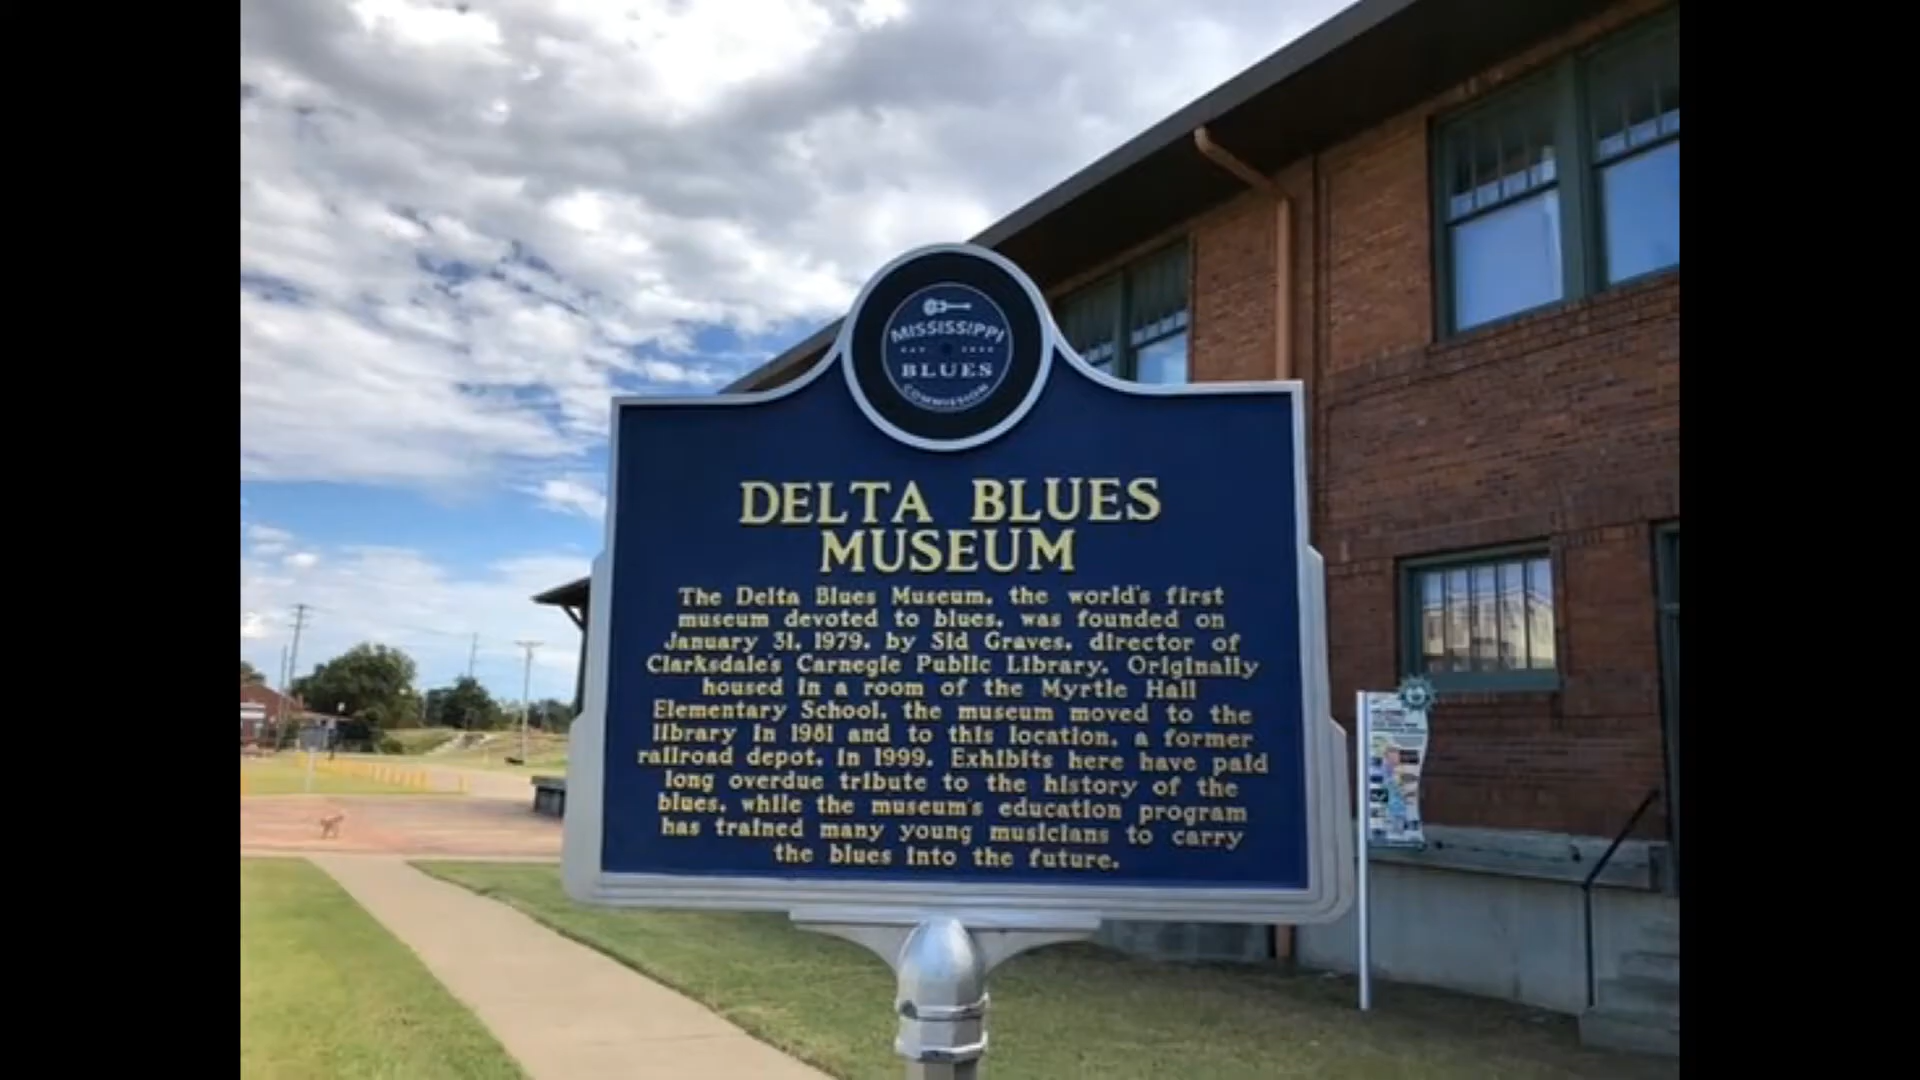 MISSISSIPPI
BLUES
COMMISSION
DELTA BLUES
MUSEUM
The Delta Blues Museum, the world's first
museum devoted to blues, was founded on
January 31, 1979, by Sid Graves, director of
Clarksdale's Carnegie Public Library. Originally
housed in a room of the Myrtle Hall
Elementary School, the museum moved to the
library in 1981 and to this location, a former
railroad depot, in 1999. Exhibits here have paid
long overdue tribute to the history of the
blues, while the museum's education program
has trained many young musicians to carry
the blues into the future.